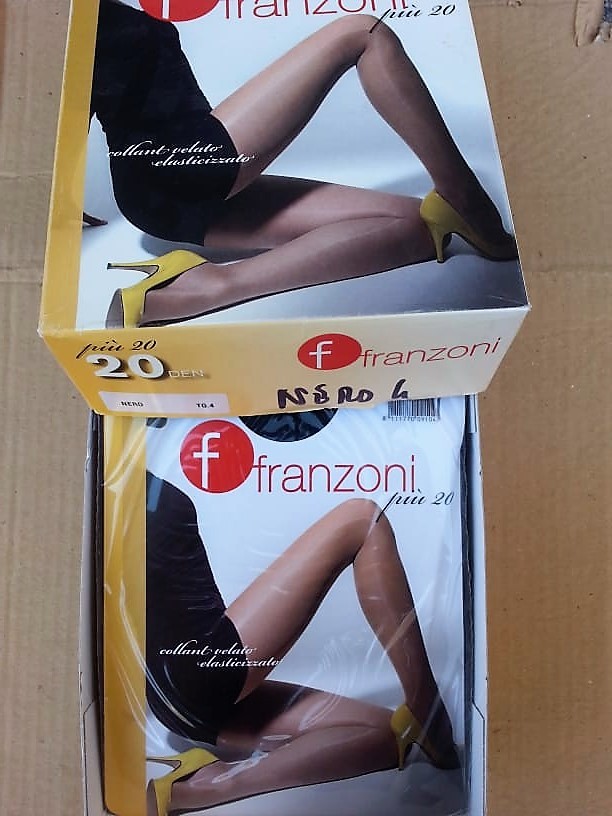 f franzoni
più 20
collant velato
elasticizzato
più 20
20 DEN
f franzoni
NERO TG.4
NERO 4
f franzoni
più 20
collant velato
elasticizzato